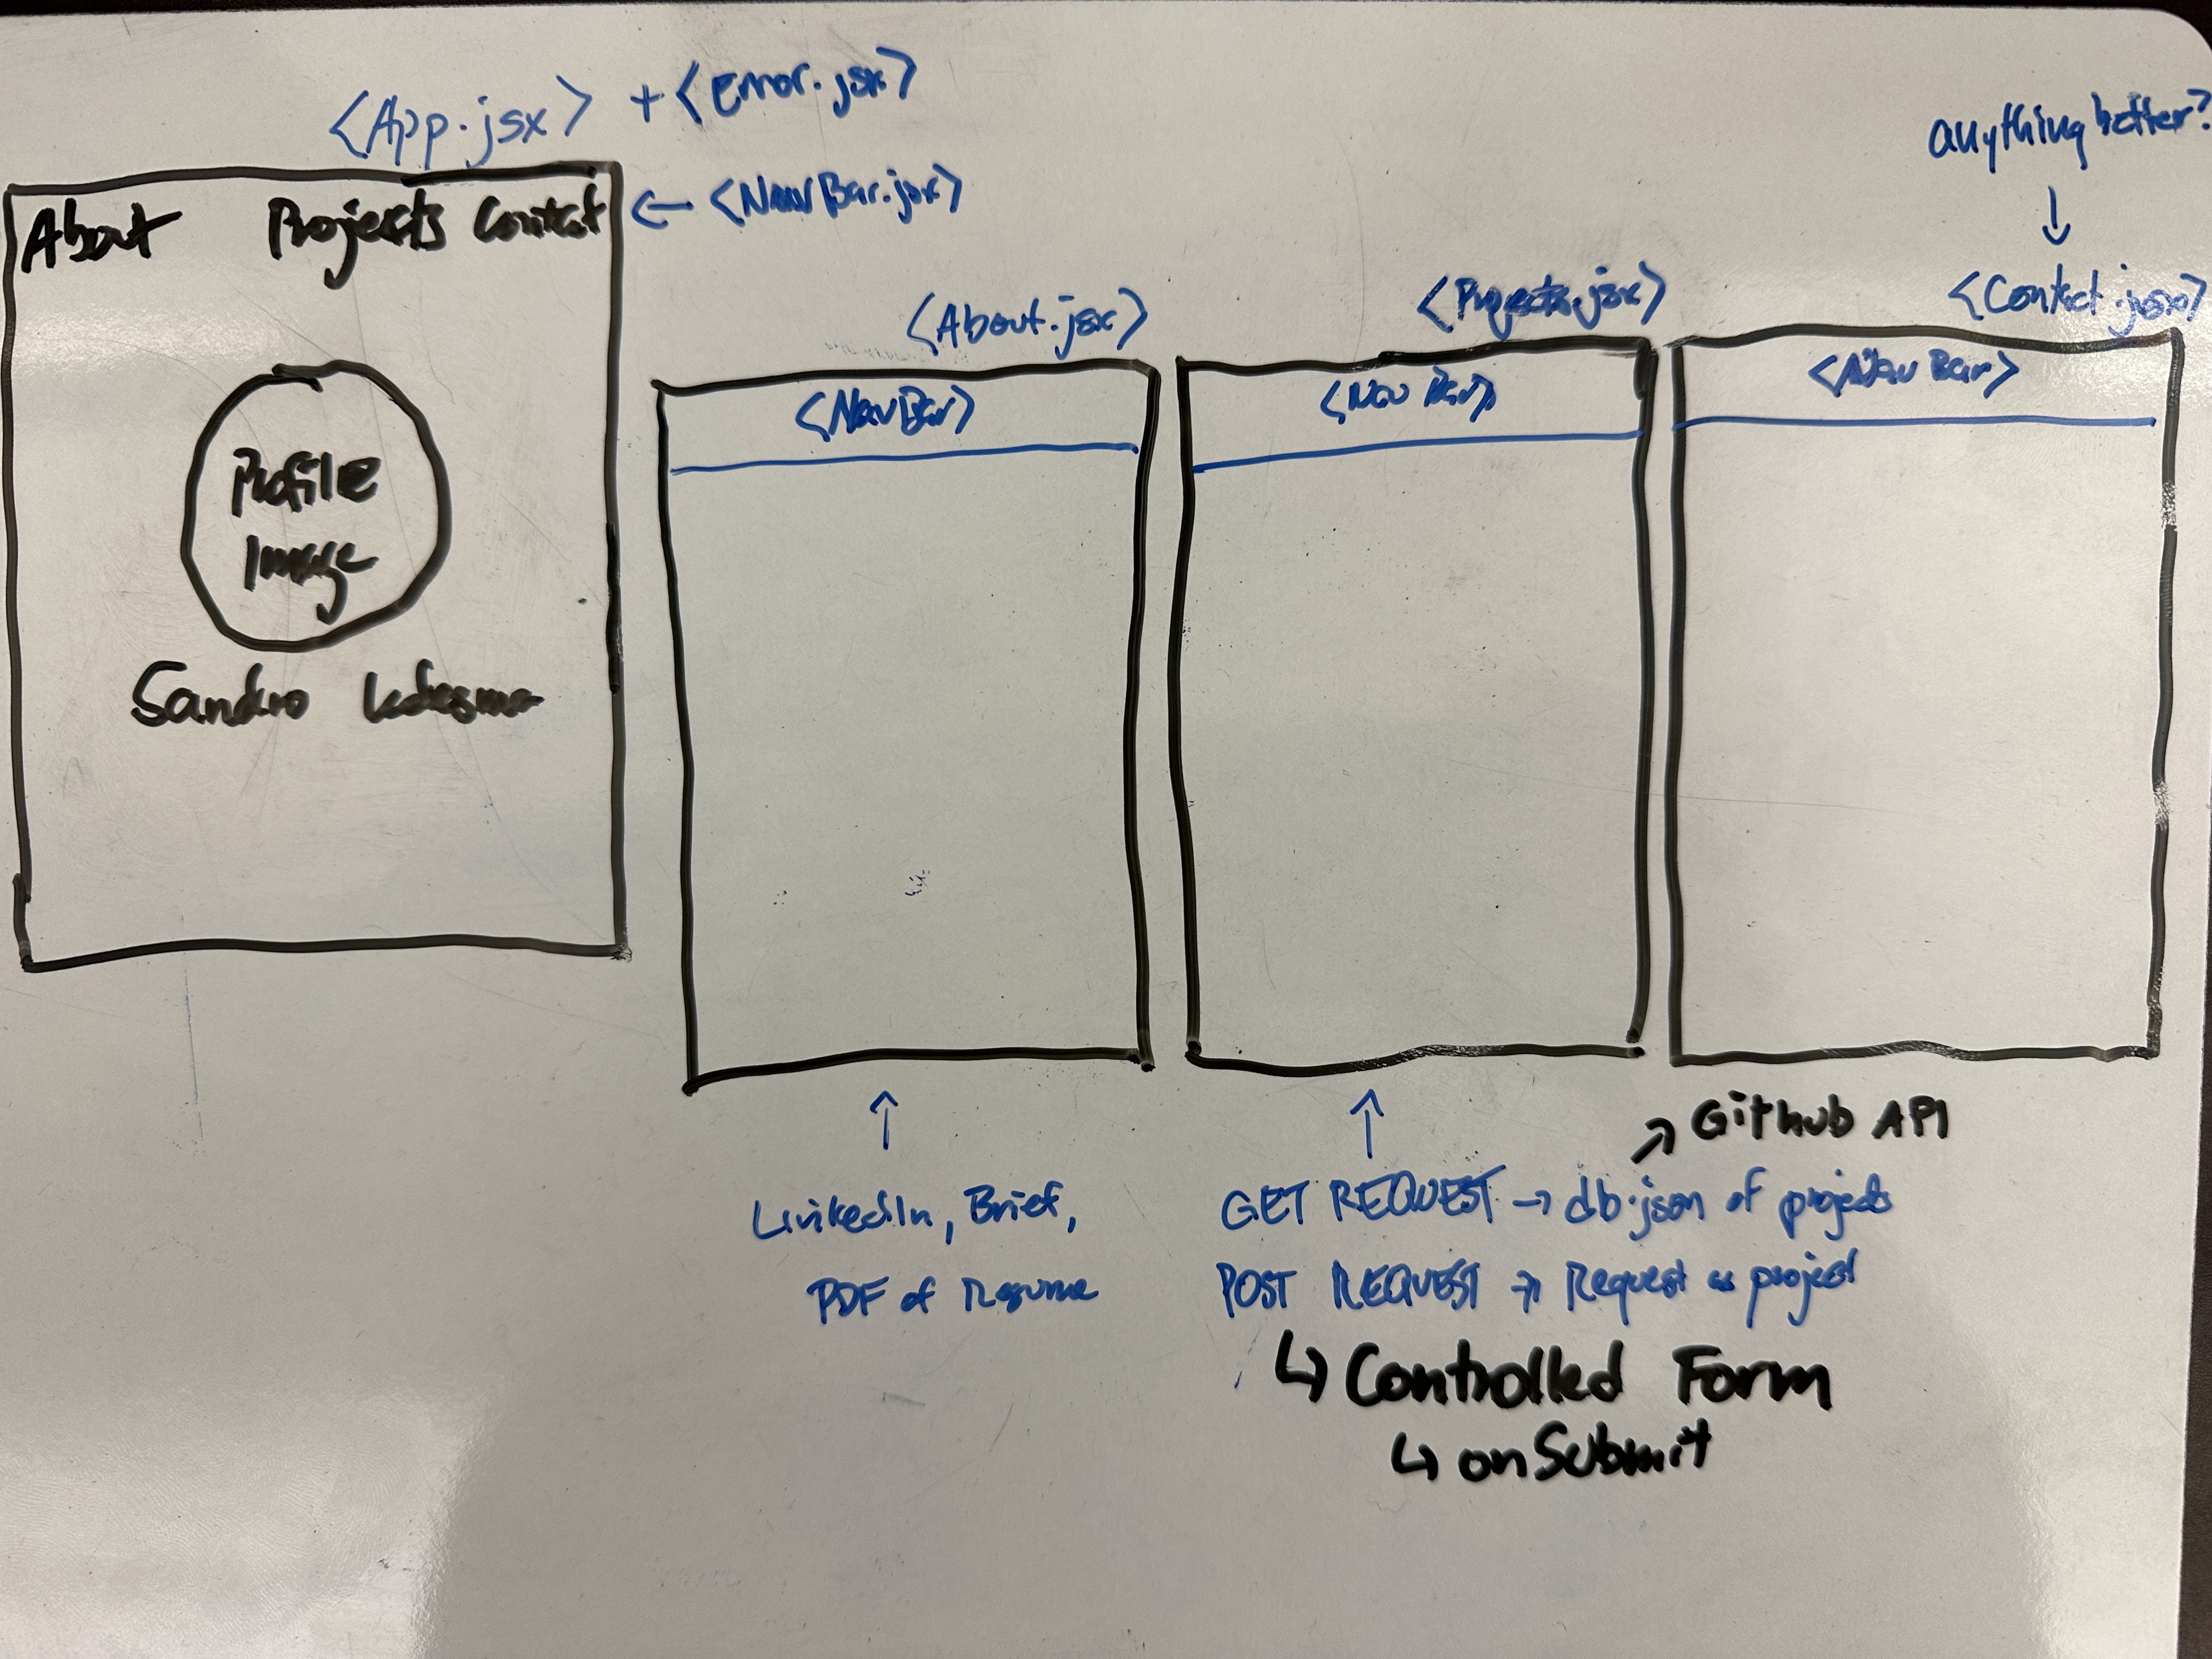 <App.jsx> + <Error.jsx>
About Projects Contact
← <NavBar.jsx>
Profile
Image
Sandro Ledesma
<About.jsx>
<NavBar>
LinkedIn, Brief,
PDF of Resume
<Projects.jsx>
<Nav Bar>
→ Github API
GET REQUEST → db.json of projects
POST REQUEST → Request a project
↳ Controlled Form
↳ onSubmit
anything better?
<Contact.jsx>
<Nav Bar>